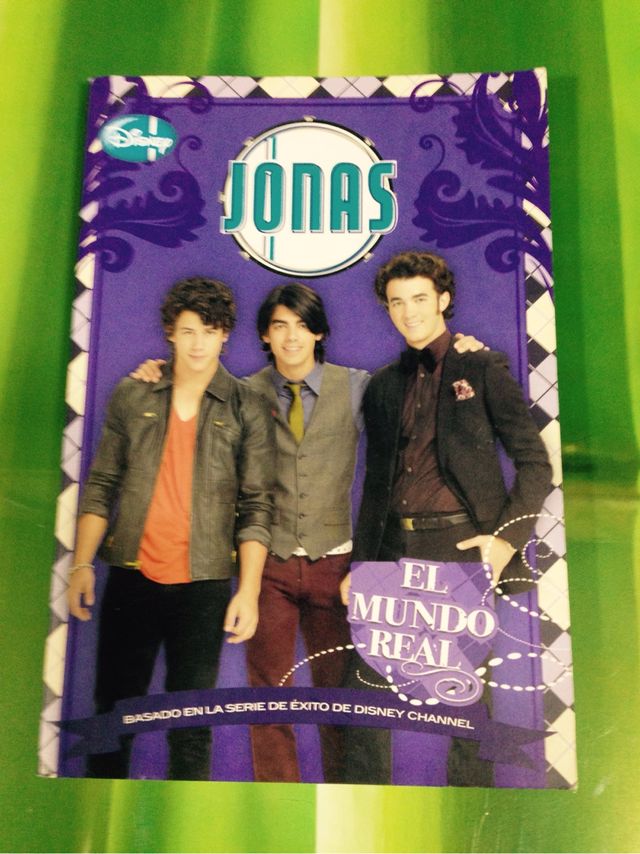 Disney
JONAS
EL
MUNDO
REAL
BASADO EN LA SERIE DE ÉXITO DE DISNEY CHANNEL